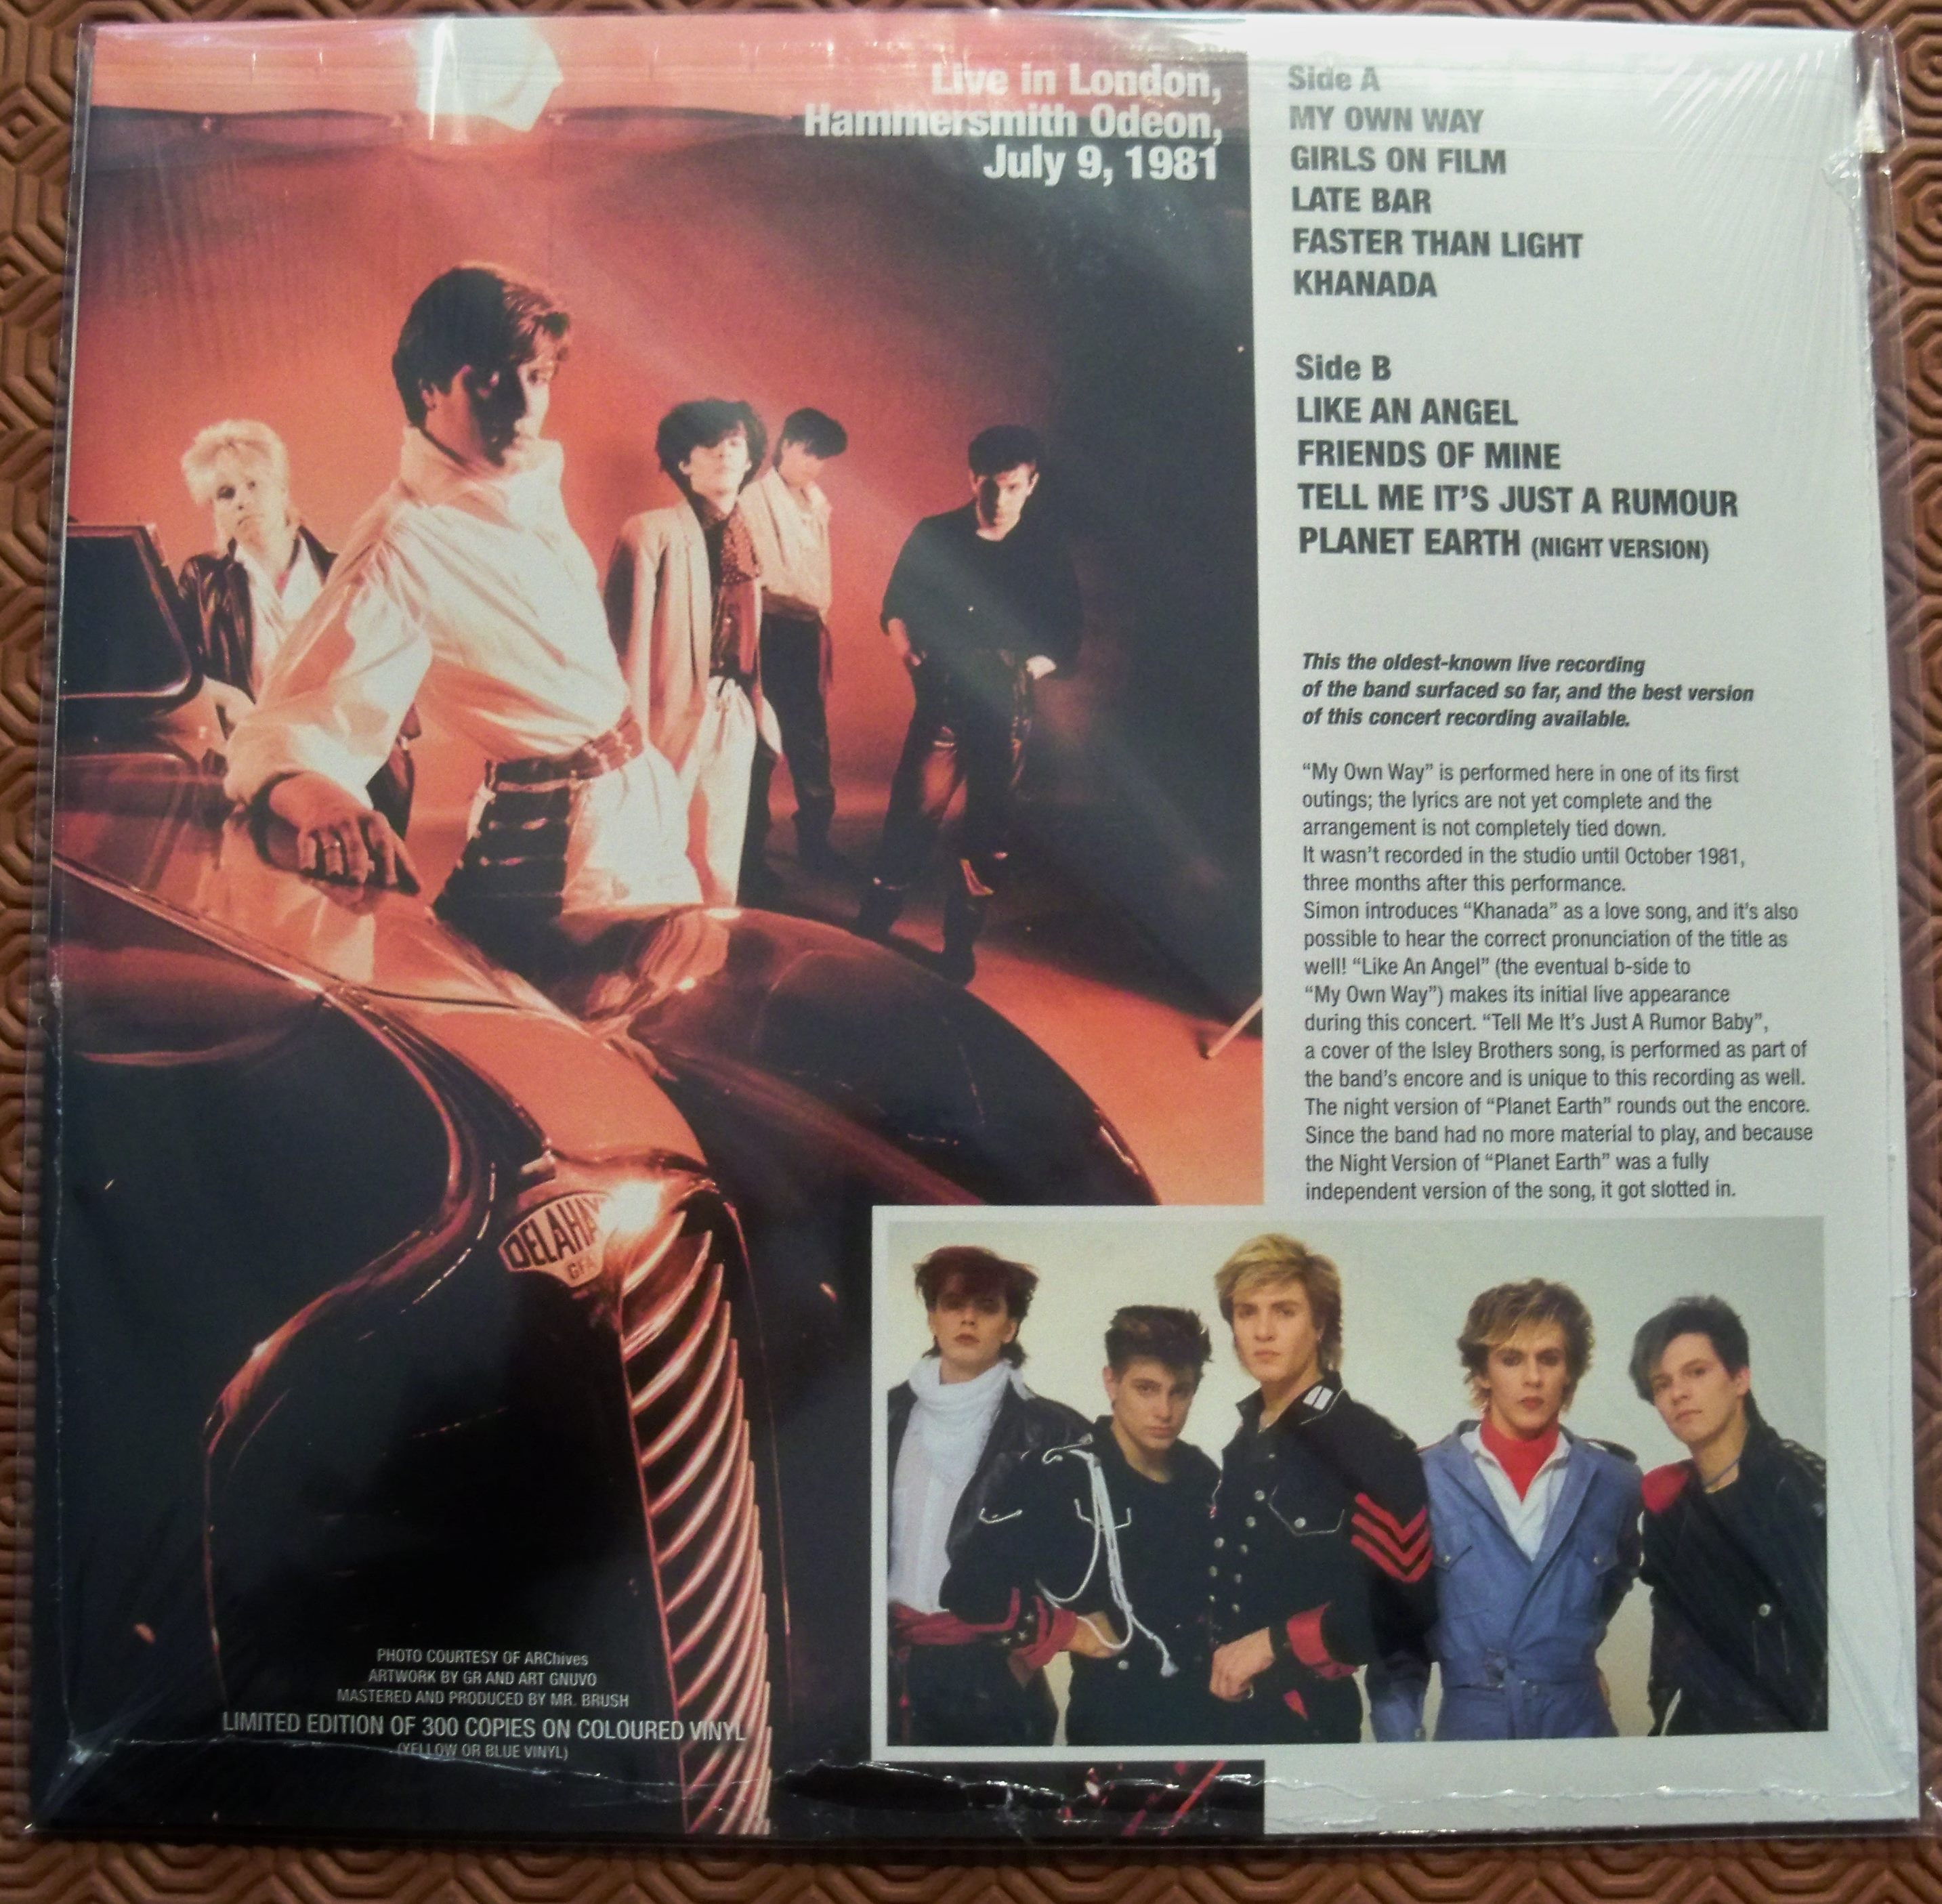 Live in London,
Hammersmith Odeon,
July 9, 1981
Side A
MY OWN WAY
GIRLS ON FILM
LATE BAR
FASTER THAN LIGHT
KHANADA
Side B
LIKE AN ANGEL
FRIENDS OF MINE
TELL ME IT'S JUST A RUMOUR
PLANET EARTH (NIGHT VERSION)
This the oldest-known live recording
of the band surfaced so far, and the best version
of this concert recording available.
“My Own Way” is performed here in one of its first
outings; the lyrics are not yet complete and the
arrangement is not completely tied down.
It wasn't recorded in the studio until October 1981,
three months after this performance.
Simon introduces “Khanada” as a love song, and it's also
possible to hear the correct pronunciation of the title as
well! “Like An Angel” (the eventual b-side to
“My Own Way”) makes its initial live appearance
during this concert. “Tell Me It's Just A Rumor Baby”,
a cover of the Isley Brothers song, is performed as part of
the band's encore and is unique to this recording as well.
The night version of “Planet Earth” rounds out the encore.
Since the band had no more material to play, and because
the Night Version of “Planet Earth” was a fully
independent version of the song, it got slotted in.
PHOTO COURTESY OF ARChives
ARTWORK BY GR AND ART GNUVO
MASTERED AND PRODUCED BY MR. BRUSH
LIMITED EDITION OF 300 COPIES ON COLOURED VINYL
(YELLOW OR BLUE VINYL)